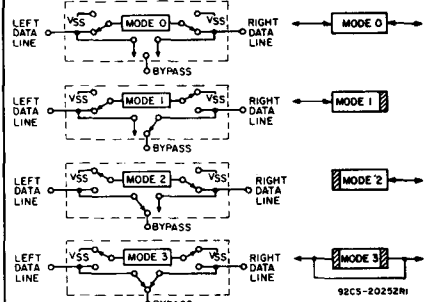 LEFT DATA LINE VSS MODE 0 VSS RIGHT DATA LINE MODE 0
BYPASS
LEFT DATA LINE VSS MODE 1 VSS RIGHT DATA LINE MODE 1
BYPASS
LEFT DATA LINE VSS MODE 2 VSS RIGHT DATA LINE MODE 2
BYPASS
LEFT DATA LINE VSS MODE 3 VSS RIGHT DATA LINE MODE 3
BYPASS
92CS-20252R1